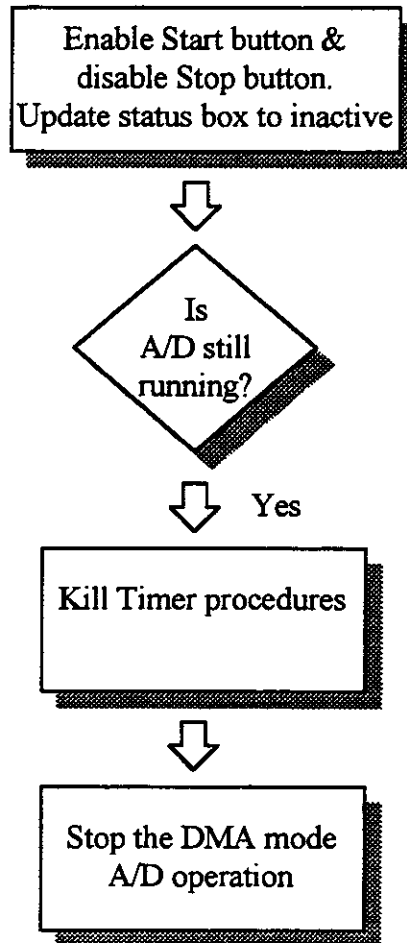 Enable Start button &
disable Stop button.
Update status box to inactive
Is
A/D still
running?
Yes
Kill Timer procedures
Stop the DMA mode
A/D operation